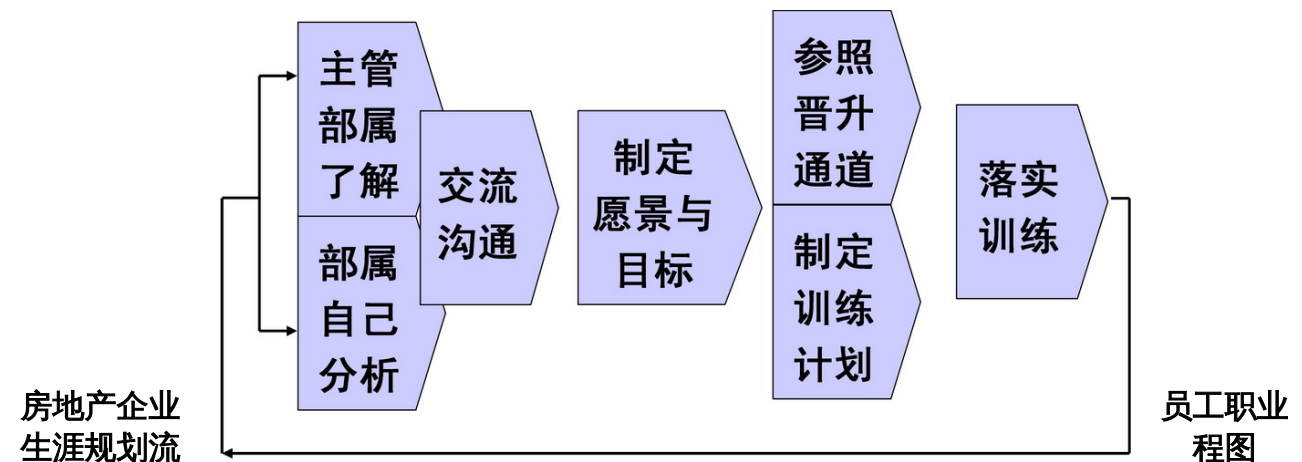 主管
部属
了解
部属
自己
分析
交流
沟通
制定
愿景与
目标
参照
晋升
通道
制定
训练
计划
落实
训练
房地产企业
生涯规划流
员工职业
程图